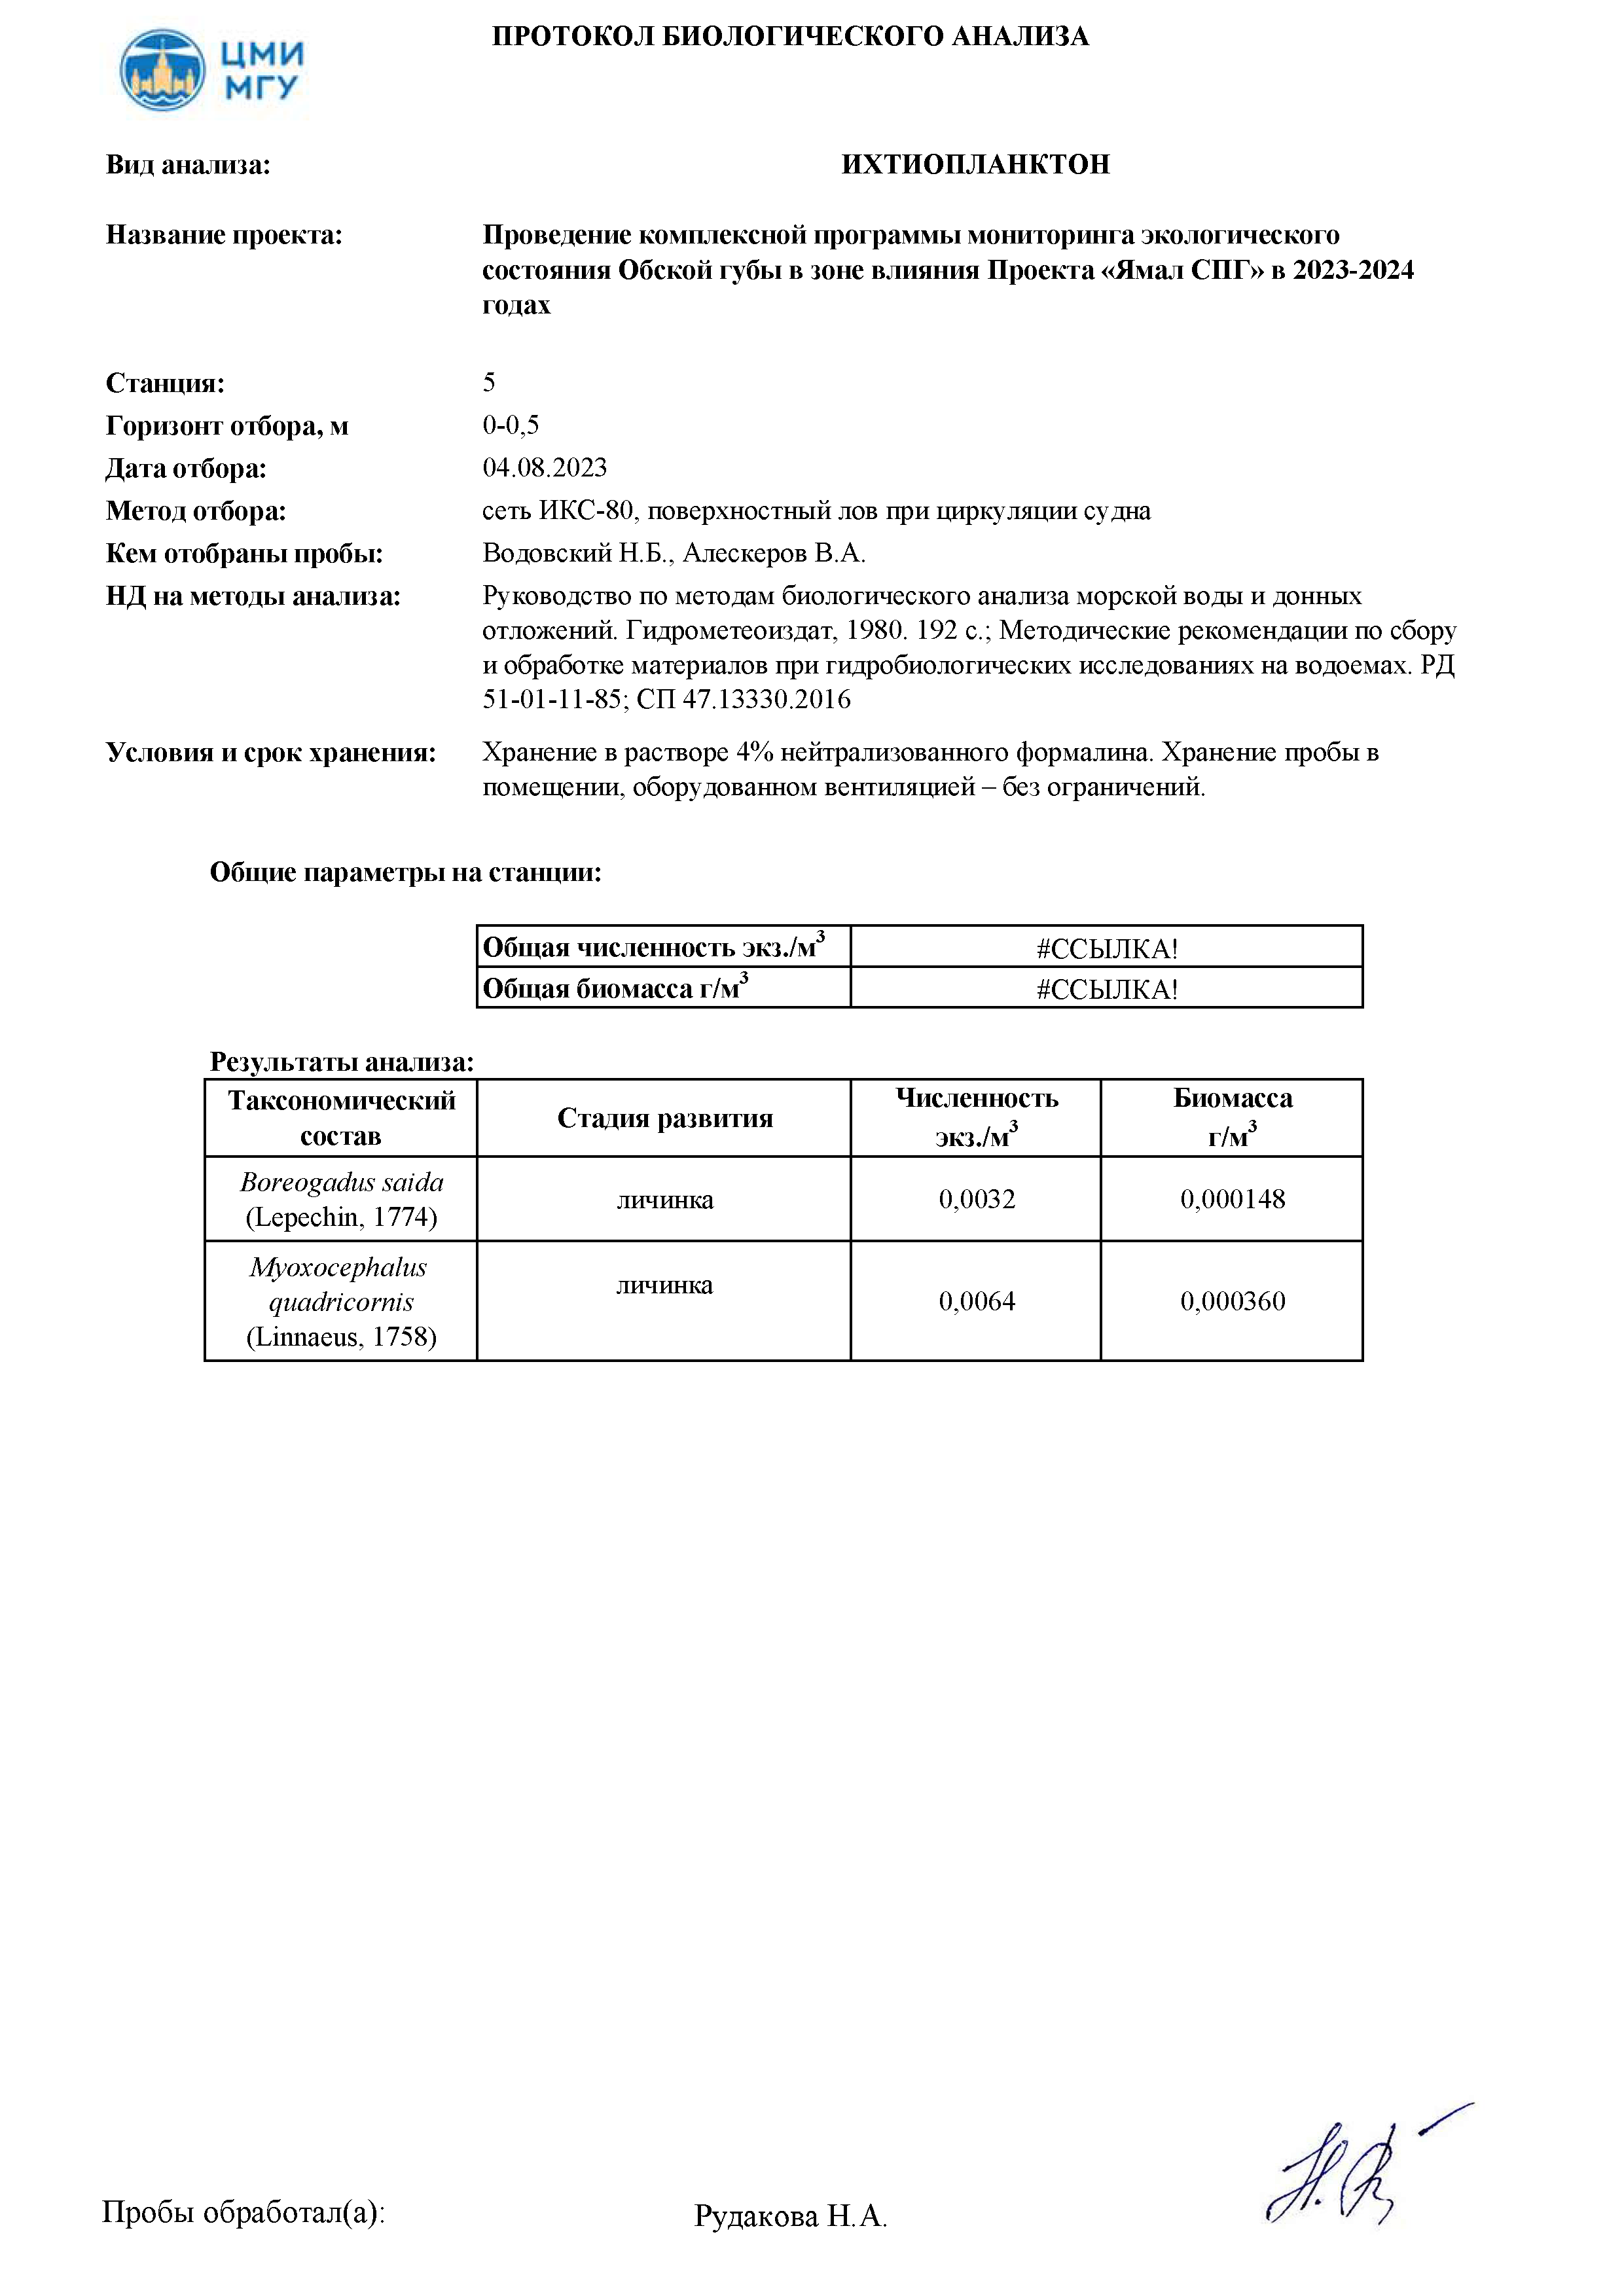 ЦМИ
МГУ
ПРОТОКОЛ БИОЛОГИЧЕСКОГО АНАЛИЗА
Вид анализа: ИХТИОПЛАНКТОН
Название проекта: Проведение комплексной программы мониторинга экологического
состояния Обской губы в зоне влияния Проекта «Ямал СПГ» в 2023-2024
годах
Станция: 5
Горизонт отбора, м 0-0,5
Дата отбора: 04.08.2023
Метод отбора: сеть ИКС-80, поверхностный лов при циркуляции судна
Кем отобраны пробы: Водовский Н.Б., Алескеров В.А.
НД на методы анализа: Руководство по методам биологического анализа морской воды и донных
отложений. Гидрометеоиздат, 1980. 192 с.; Методические рекомендации по сбору
и обработке материалов при гидробиологических исследованиях на водоемах. РД
51-01-11-85; СП 47.13330.2016
Условия и срок хранения: Хранение в растворе 4% нейтрализованного формалина. Хранение пробы в
помещении, оборудованном вентиляцией – без ограничений.
Общие параметры на станции:
Общая численность экз./м³ #ССЫЛКА!
Общая биомасса г/м³ #ССЫЛКА!
Результаты анализа:
Таксономический
состав
Стадия развития
Численность
экз./м³
Биомасса
г/м³
Boreogadus saida
(Lepechin, 1774)
личинка
0,0032
0,000148
Myoxocephalus
quadricornis
(Linnaeus, 1758)
личинка
0,0064
0,000360
Пробы обработал(а): Рудакова Н.А.